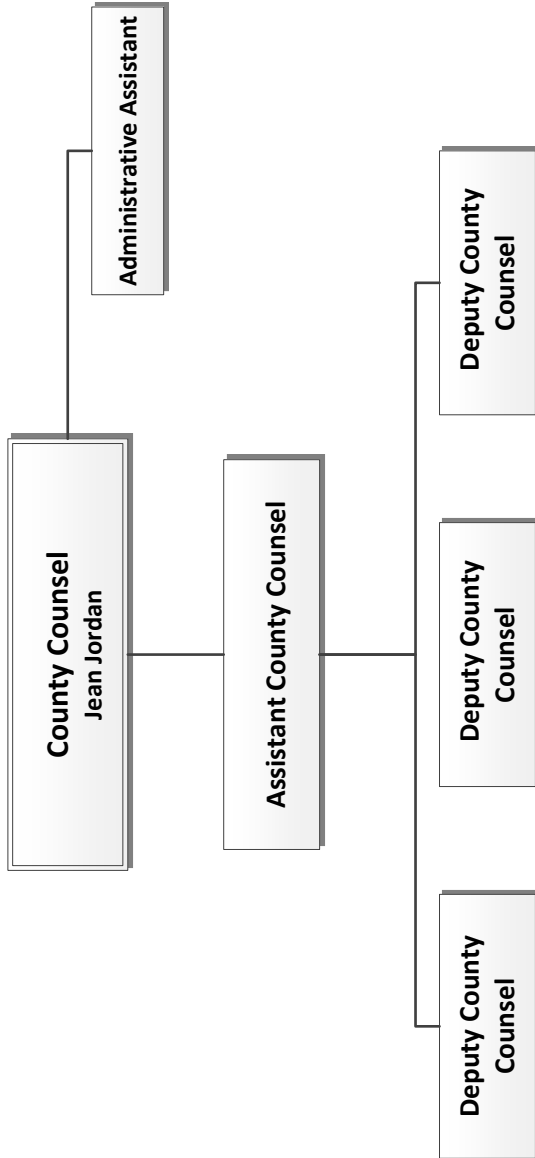 County Counsel
Jean Jordan
Administrative Assistant
Assistant County Counsel
Deputy County
Counsel
Deputy County
Counsel
Deputy County
Counsel